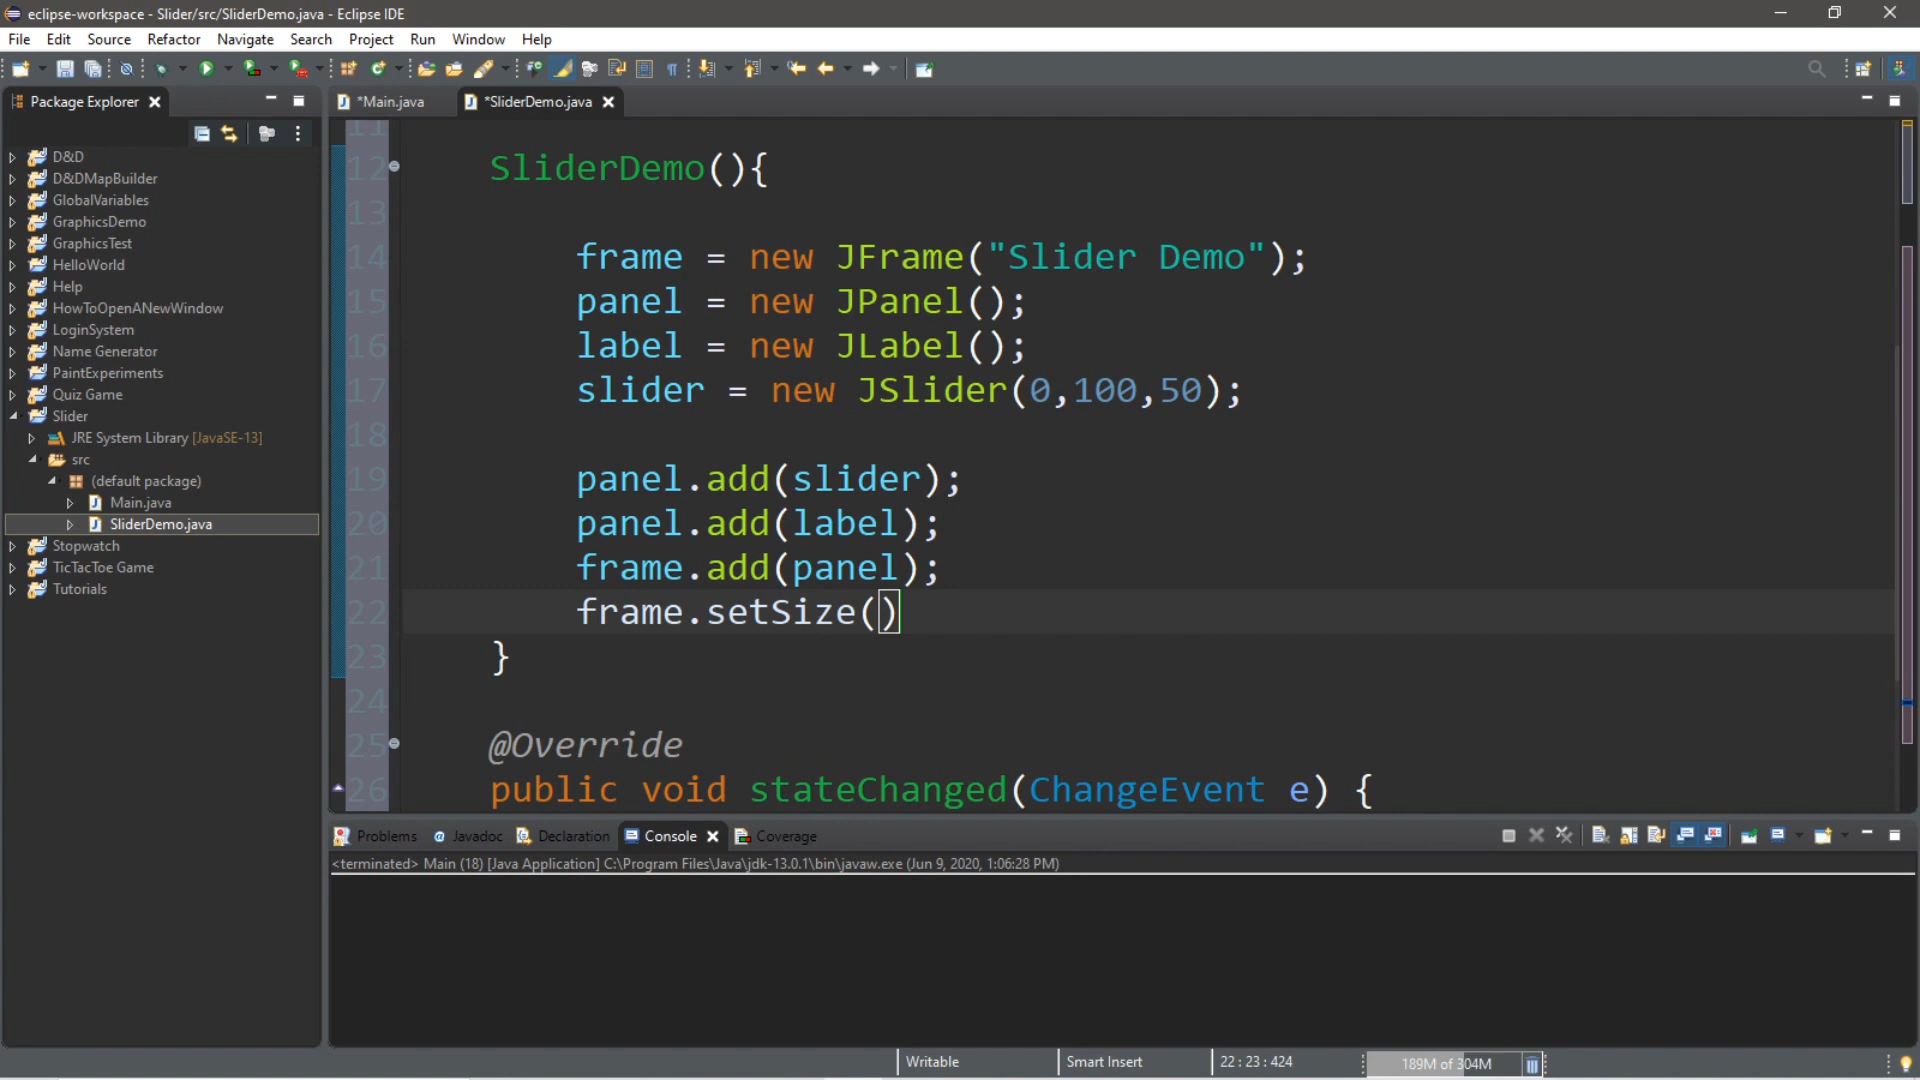 eclipse-workspace - Slider/src/SliderDemo.java - Eclipse IDE
File Edit Source Refactor Navigate Search Project Run Window Help
Package Explorer
*Main.java
*SliderDemo.java
D&D
D&DMapBuilder
GlobalVariables
GraphicsDemo
GraphicsTest
HelloWorld
Help
HowToOpenANewWindow
LoginSystem
Name Generator
PaintExperiments
Quiz Game
Slider
JRE System Library [JavaSE-13]
src
(default package)
Main.java
SliderDemo.java
Stopwatch
TicTacToe Game
Tutorials
11
12 SliderDemo(){
13
14 frame = new JFrame("Slider Demo");
15 panel = new JPanel();
16 label = new JLabel();
17 slider = new JSlider(0,100,50);
18
19 panel.add(slider);
20 panel.add(label);
21 frame.add(panel);
22 frame.setSize()
23 }
24
25 @Override
26 public void stateChanged(ChangeEvent e) {
Problems @ Javadoc Declaration Console Coverage
<terminated> Main (18) [Java Application] C:\Program Files\Java\jdk-13.0.1\bin\javaw.exe (Jun 9, 2020, 1:06:28 PM)
Writable Smart Insert 22 : 23 : 424 189M of 304M